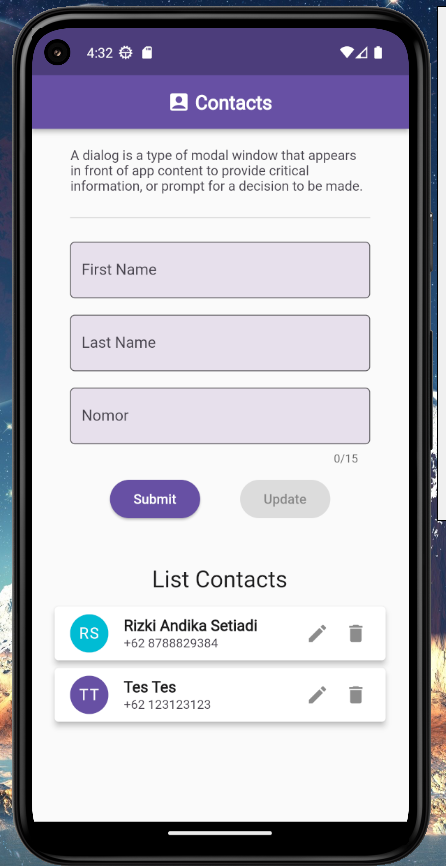 4:32
Contacts
A dialog is a type of modal window that appears
in front of app content to provide critical
information, or prompt for a decision to be made.
First Name
Last Name
Nomor
0/15
Submit Update
List Contacts
RS Rizki Andika Setiadi
+62 8788829384
TT Tes Tes
+62 123123123